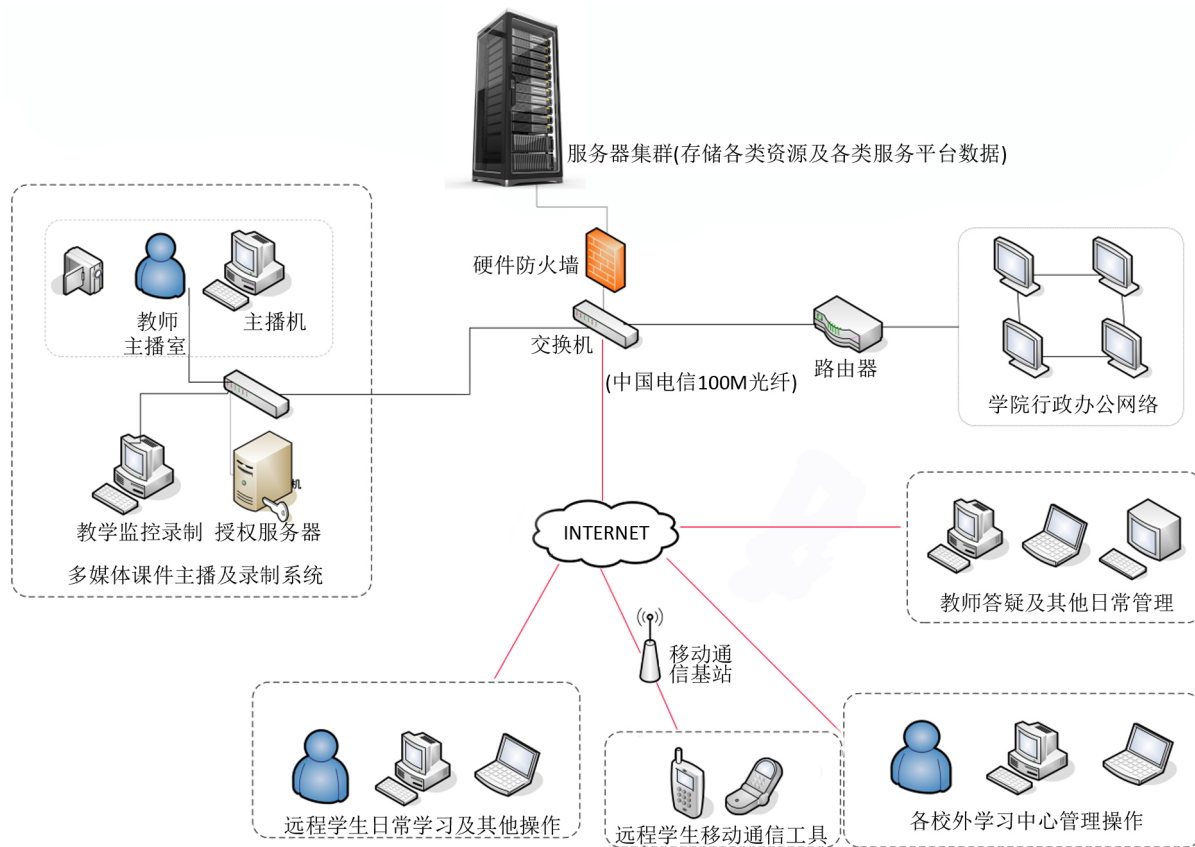 服务器集群(存储各类资源及各类服务平台数据)
硬件防火墙
教师
主播室
主播机
交换机
(中国电信100M光纤)
路由器
学院行政办公网络
机
教学监控录制
授权服务器
多媒体课件主播及录制系统
INTERNET
教师答疑及其他日常管理
移动通
信基站
远程学生日常学习及其他操作
远程学生移动通信工具
各校外学习中心管理操作